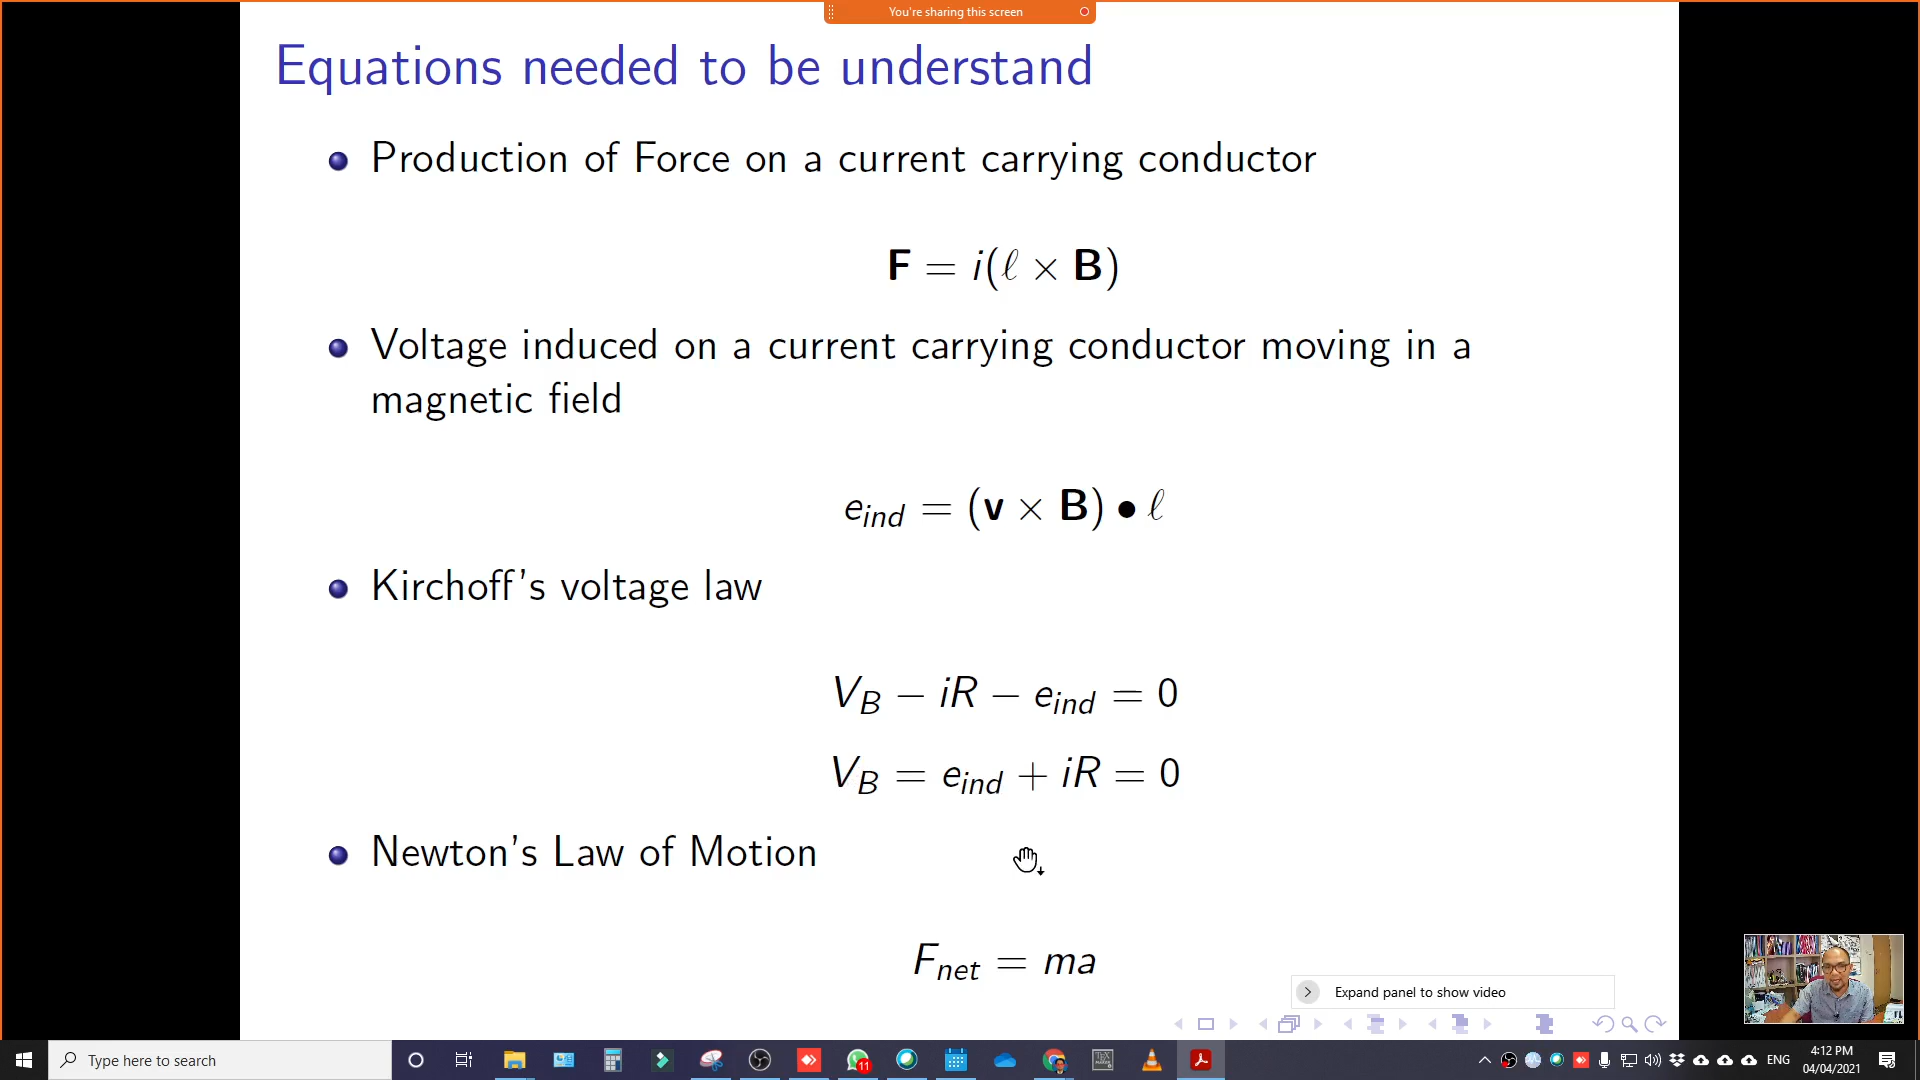 You're sharing this screen
Equations needed to be understand
Production of Force on a current carrying conductor
F = i(ℓ × B)
Voltage induced on a current carrying conductor moving in a
magnetic field
e_ind = (v × B) • ℓ
Kirchoff's voltage law
V_B − iR − e_ind = 0
V_B = e_ind + iR = 0
Newton's Law of Motion
F_net = ma
Expand panel to show video
Type here to search
11
ENG
4:12 PM
04/04/2021